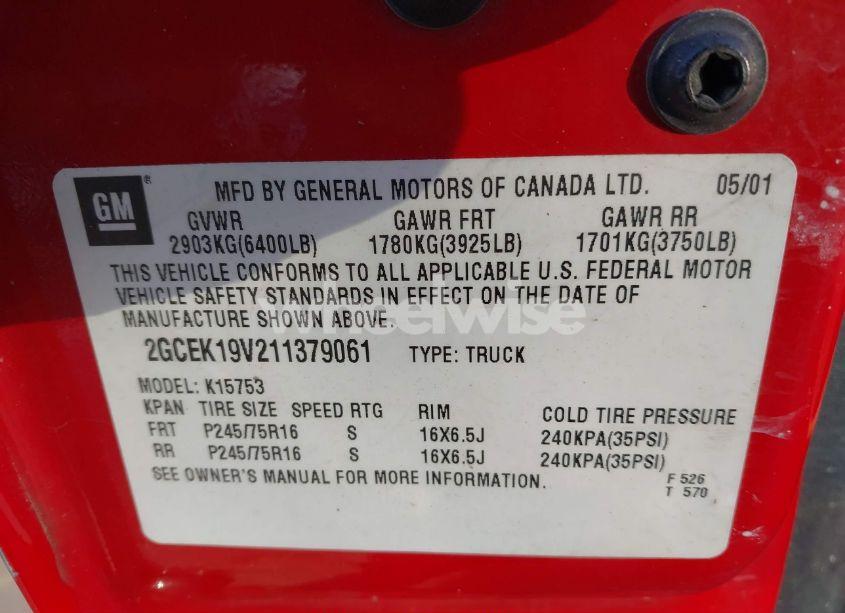 GM ®
MFD BY GENERAL MOTORS OF CANADA LTD. 05/01
GVWR GAWR FRT GAWR RR
2903KG(6400LB) 1780KG(3925LB) 1701KG(3750LB)
THIS VEHICLE CONFORMS TO ALL APPLICABLE U.S. FEDERAL MOTOR
VEHICLE SAFETY STANDARDS IN EFFECT ON THE DATE OF
MANUFACTURE SHOWN ABOVE.
wheelwise
2GCEK19V211379061 TYPE: TRUCK
MODEL: K15753
KPAN TIRE SIZE SPEED RTG RIM COLD TIRE PRESSURE
FRT P245/75R16 S 16X6.5J 240KPA(35PSI)
RR P245/75R16 S 16X6.5J 240KPA(35PSI)
SEE OWNER'S MANUAL FOR MORE INFORMATION.
F 526
T 570